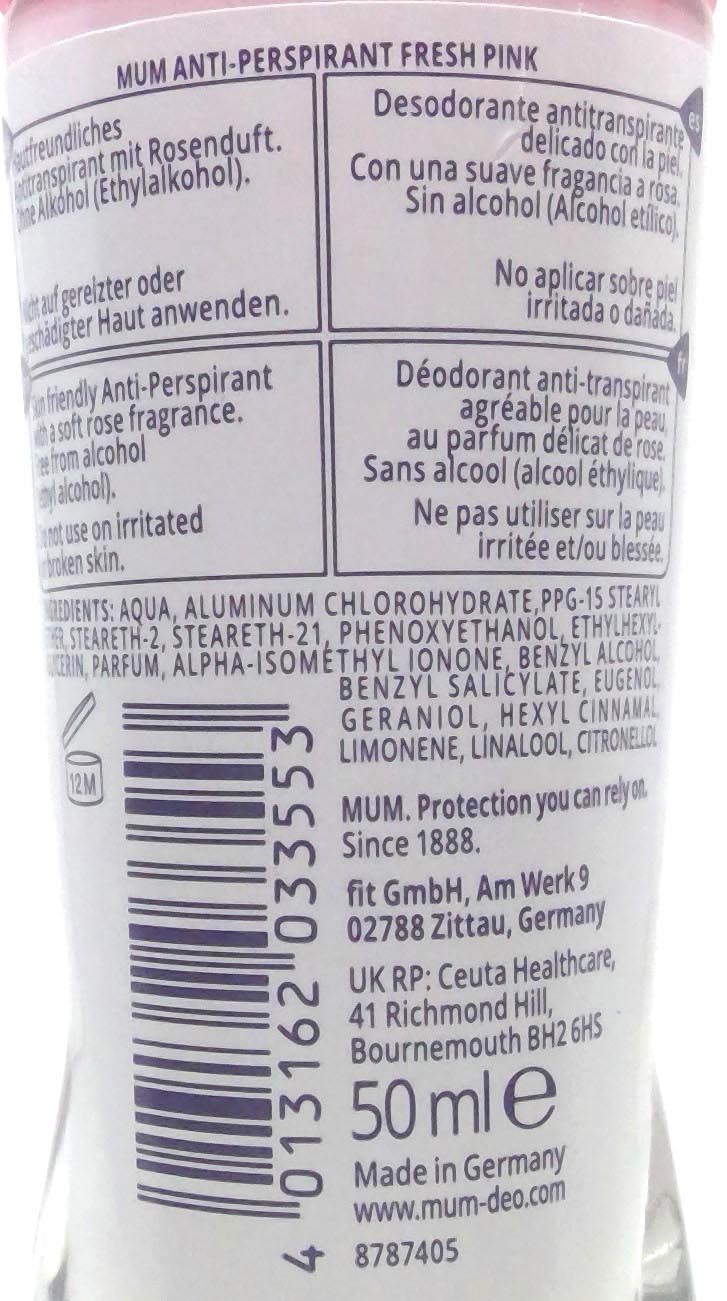 MUM ANTI-PERSPIRANT FRESH PINK
mit Rosenduft.
Alkohol (Ethylalkohol).
auf gereizter oder
Haut anwenden.
es
Desodorante antitranspirante
delicado con la piel.
Con una suave fragancia a rosa.
Sin alcohol (Alcohol etílico).
No aplicar sobre piel
irritada o dañada.
friendly Anti-Perspirant
a soft rose fragrance.
from alcohol
alcohol).
not use on irritated
broken skin.
fr
Déodorant anti-transpirant
agréable pour la peau,
au parfum délicat de rose.
Sans alcool (alcool éthylique).
Ne pas utiliser sur la peau
irritée et/ou blessée.
AQUA, ALUMINUM CHLOROHYDRATE,PPG-15 STEARYL
STEARETH-2, STEARETH-21, PHENOXYETHANOL, ETHYLHEXYL-
PARFUM, ALPHA-ISOMETHYL IONONE, BENZYL ALCOHOL,
BENZYL SALICYLATE, EUGENOL,
GERANIOL, HEXYL CINNAMAL,
LIMONENE, LINALOOL, CITRONELLOL
12M
MUM. Protection you can rely on.
Since 1888.
fit GmbH, Am Werk 9
02788 Zittau, Germany
UK RP: Ceuta Healthcare,
41 Richmond Hill,
Bournemouth BH2 6HS
50 ml e
Made in Germany
www.mum-deo.com
8787405
4 013162 033553